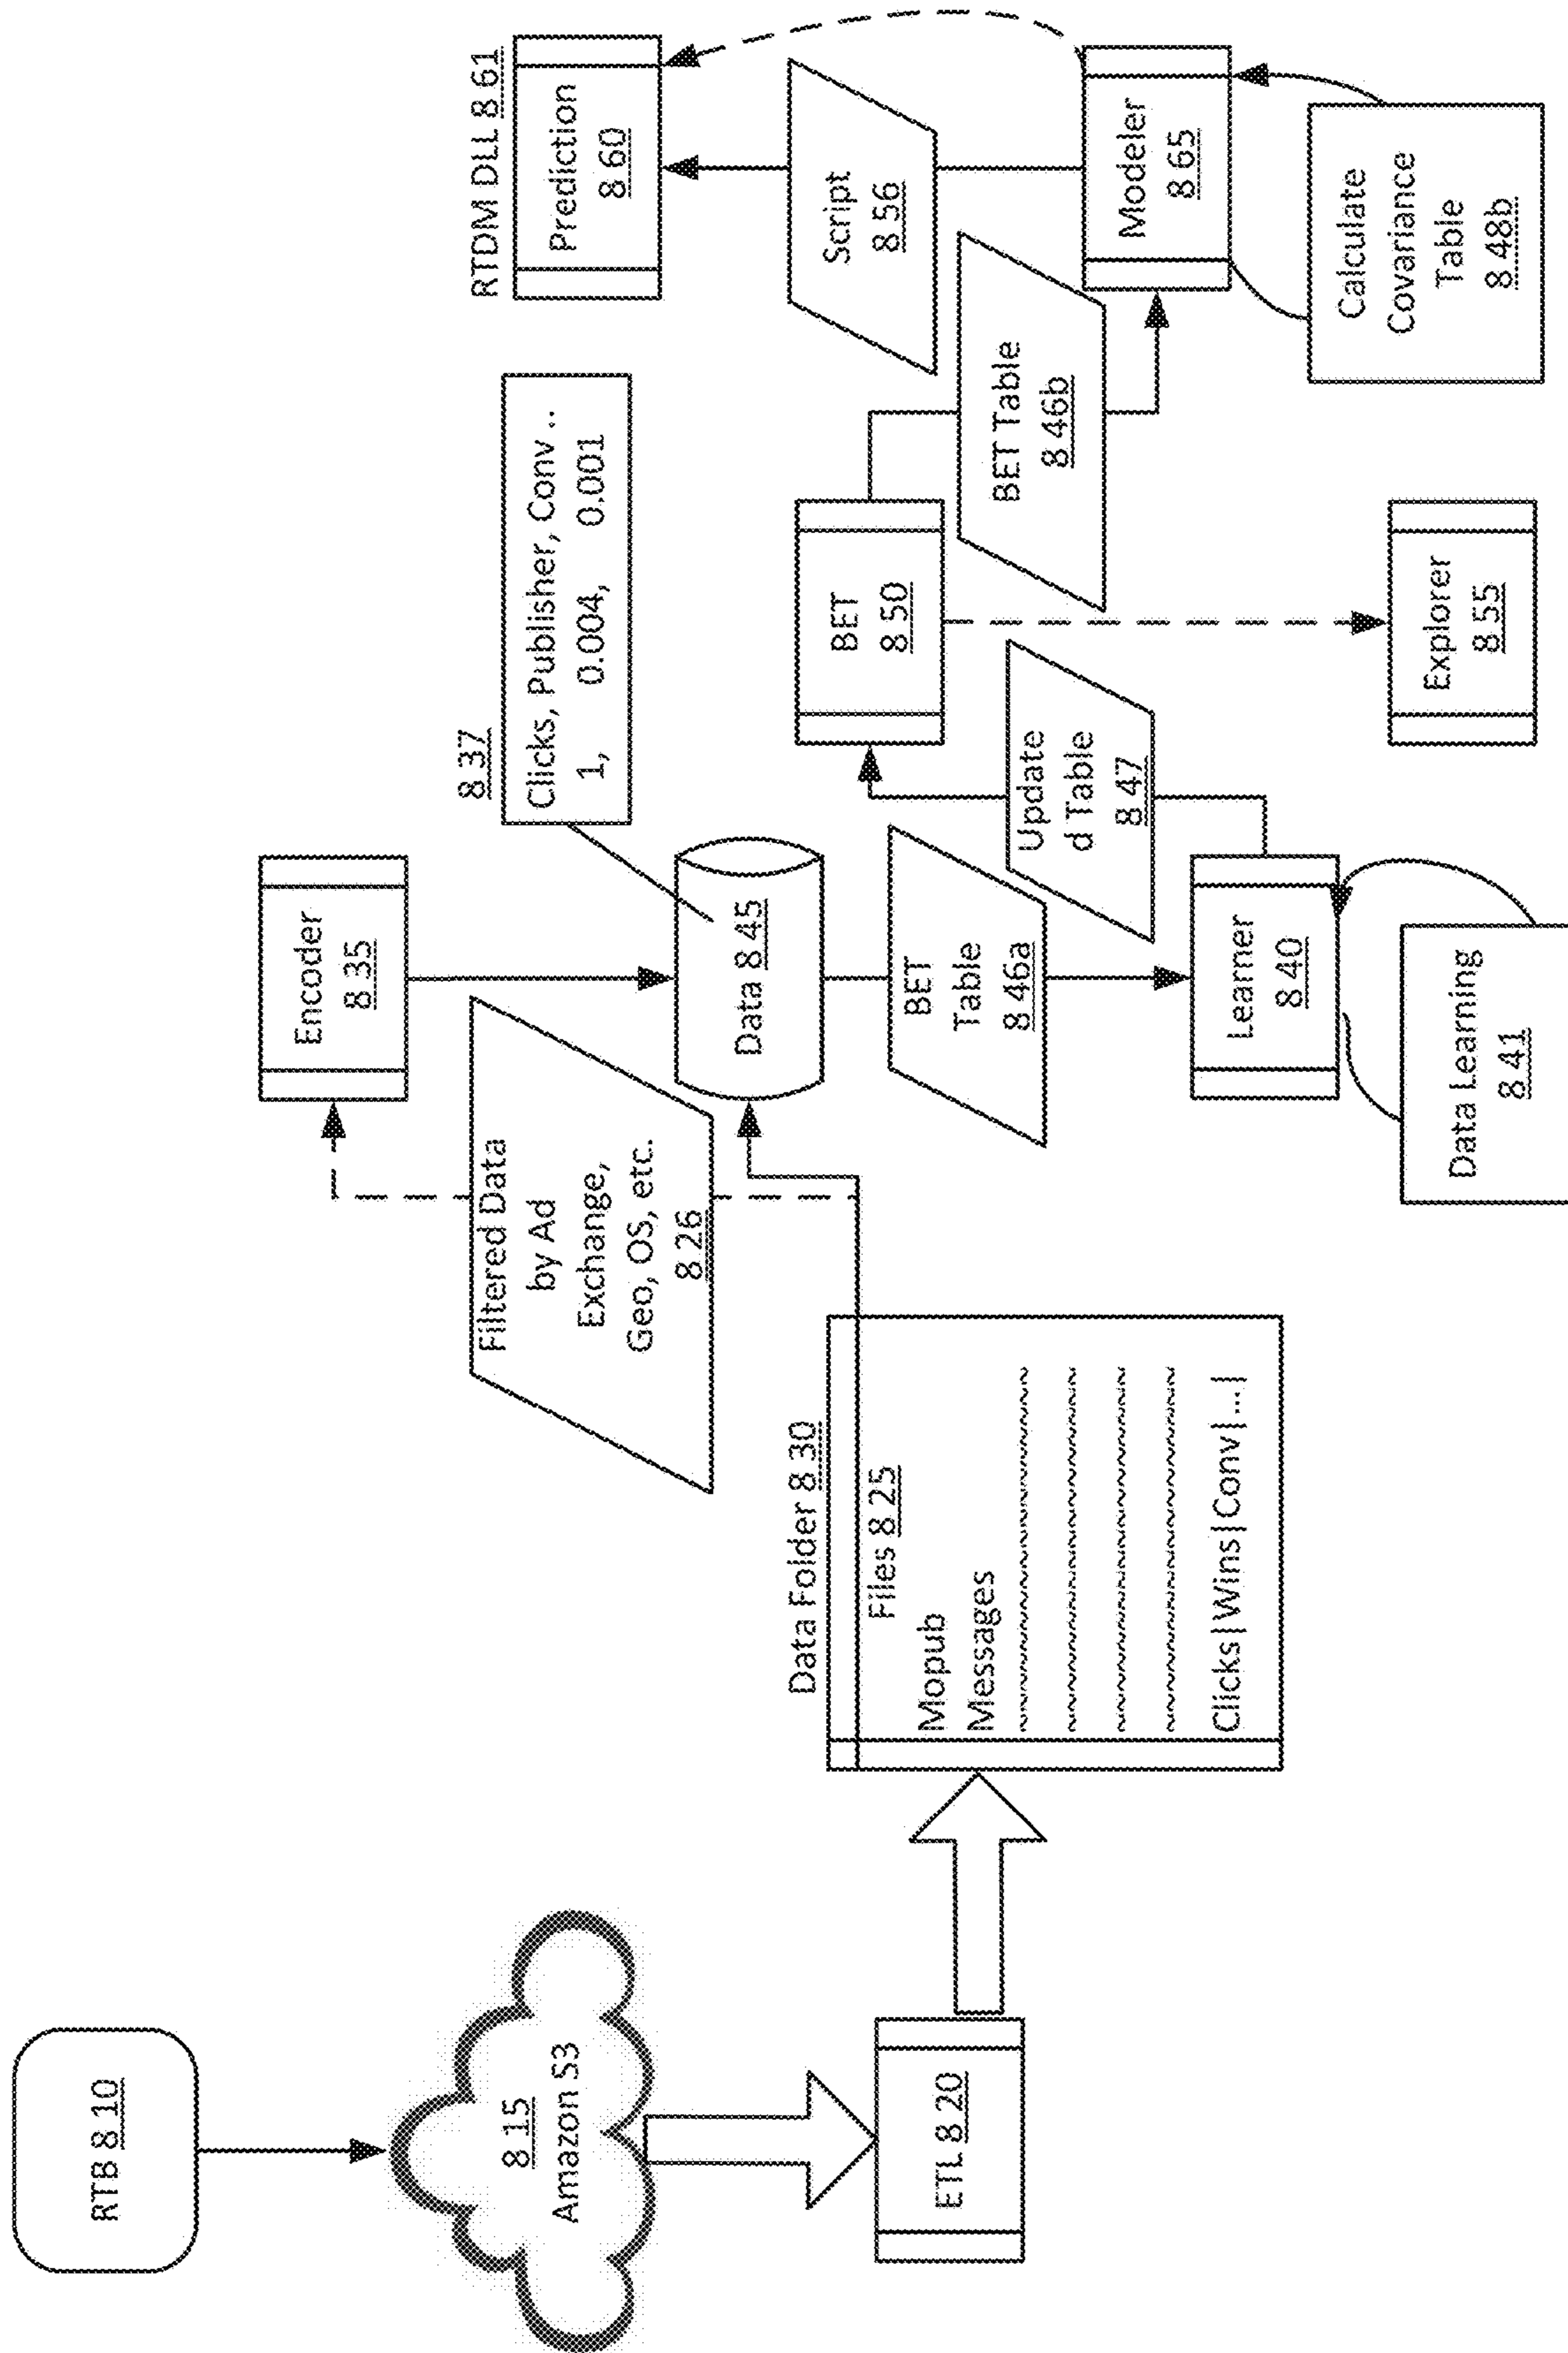 RTB 8 10
8 15
Amazon S3
ETL 8 20
Data Folder 8 30
Files 8 25
Mopub
Messages
Clicks|Wins|Conv|...|
Filtered Data
by Ad
Exchange,
Geo, OS, etc.
8 26
Encoder
8 35
8 37
Clicks, Publisher, Conv ..
1, 0.004, 0.001
Data 8 45
BET
Table
8 46a
Learner
8 40
Data Learning
8 41
Update
d Table
8 47
BET
8 50
Explorer
8 55
BET Table
8 46b
RTDM DLL 8 61
Prediction
8 60
Script
8 56
Modeler
8 65
Calculate
Covariance
Table
8 48b